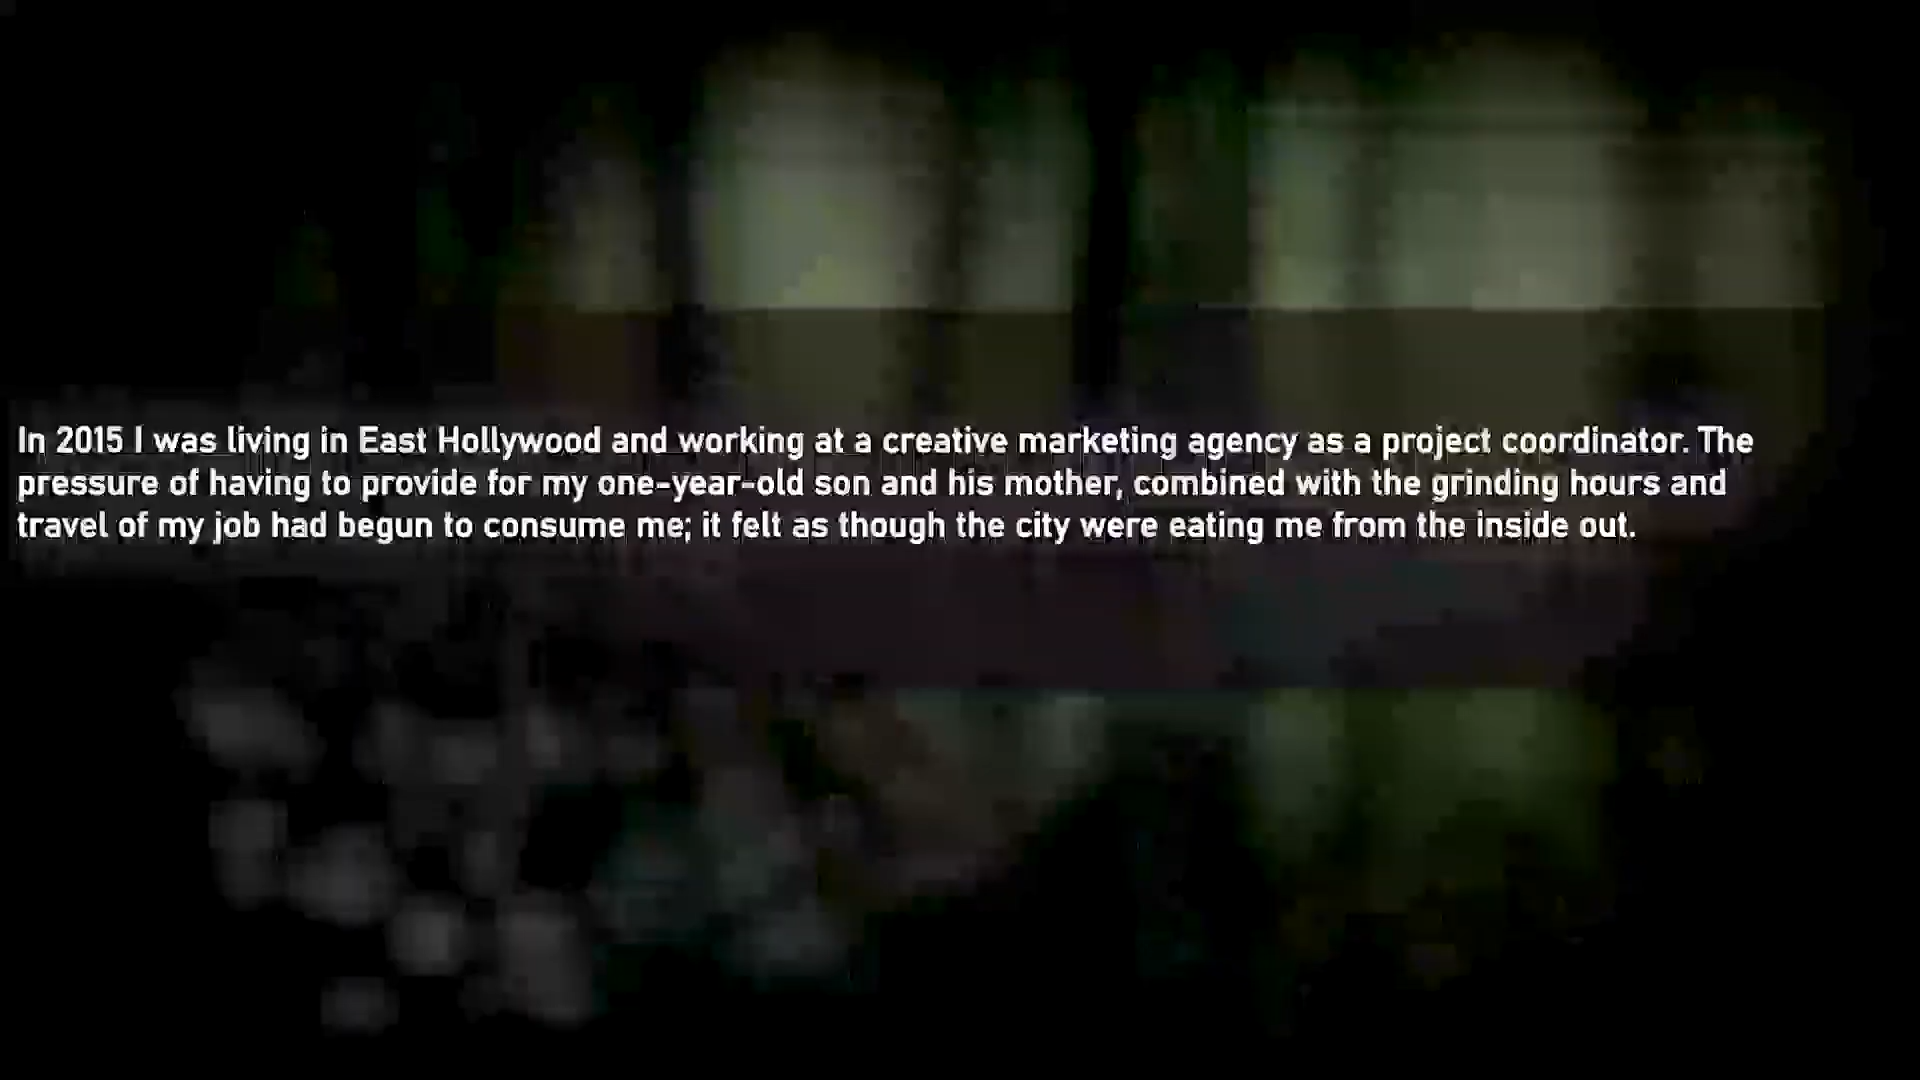 In 2015 I was living in East Hollywood and working at a creative marketing agency as a project coordinator. The
pressure of having to provide for my one-year-old son and his mother, combined with the grinding hours and
travel of my job had begun to consume me; it felt as though the city were eating me from the inside out.